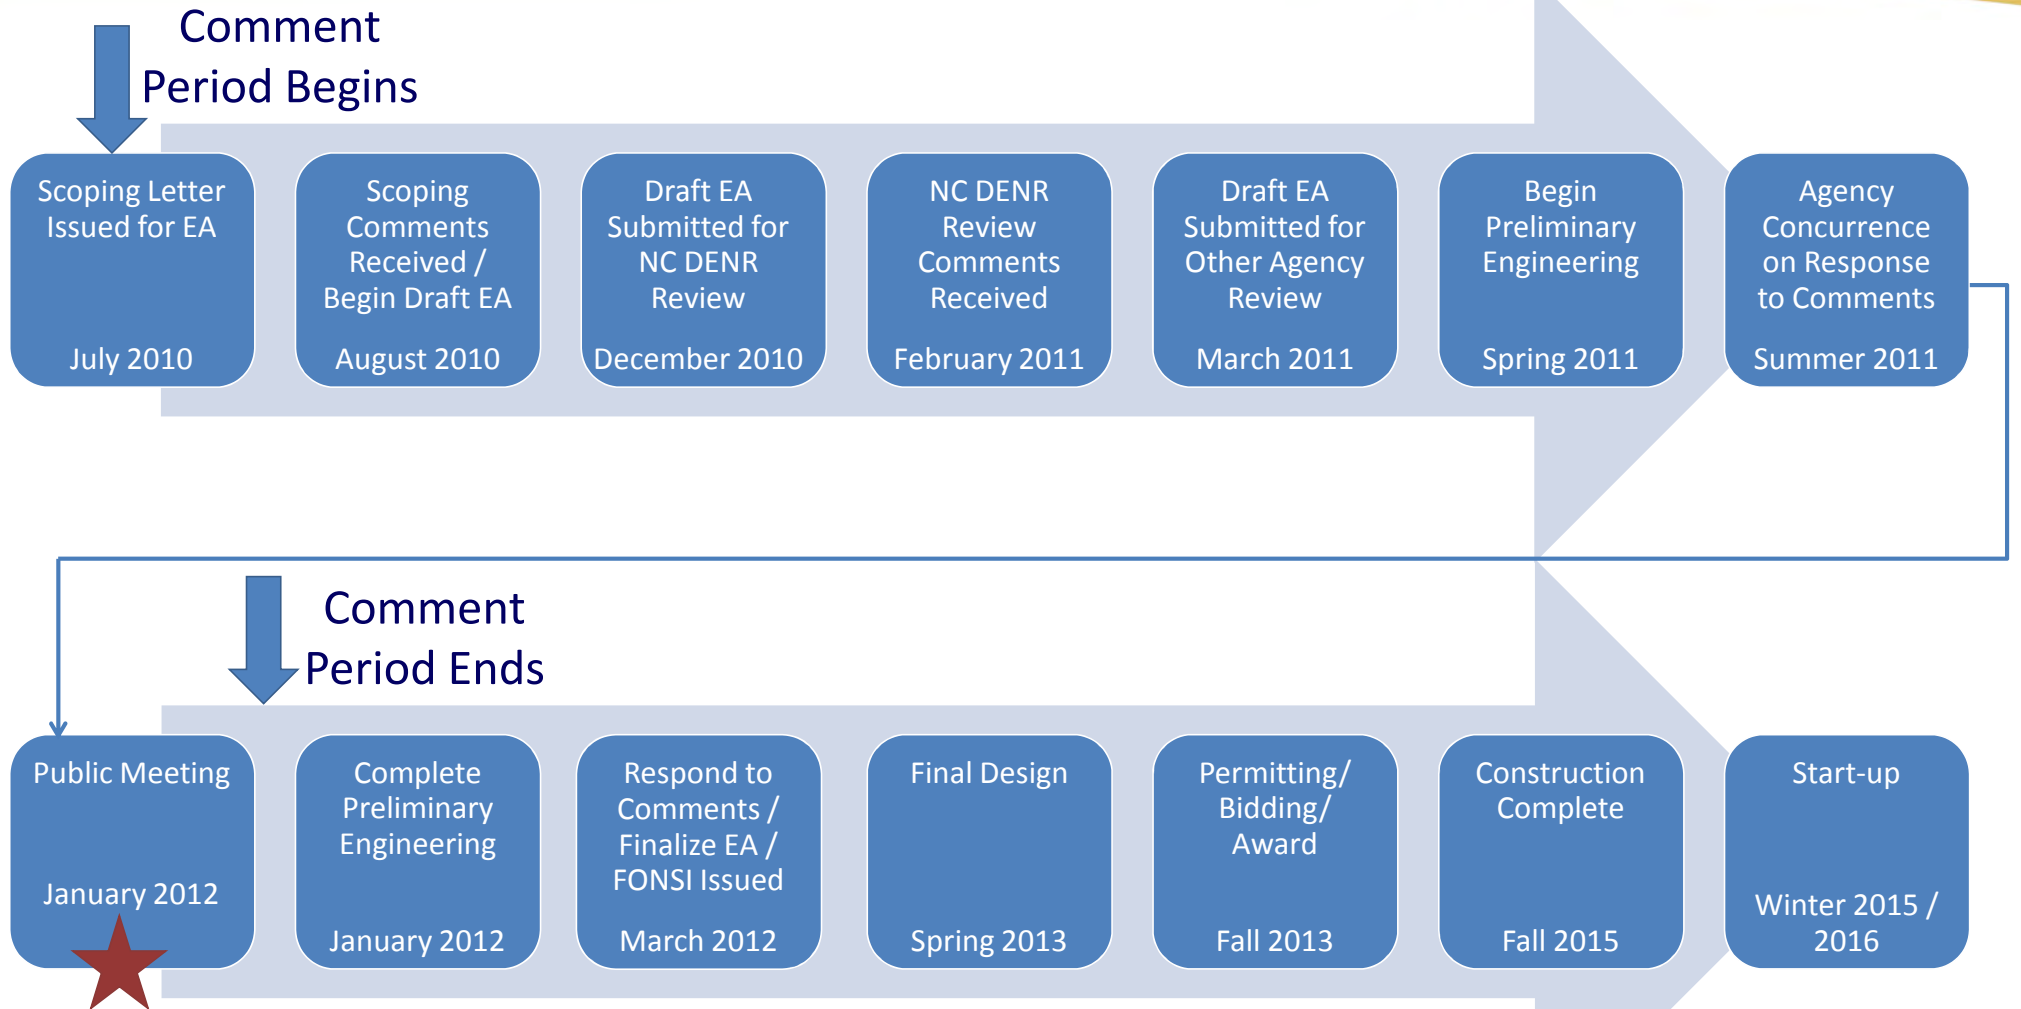 Comment
Period Begins
Scoping Letter
Issued for EA
July 2010
Scoping
Comments
Received /
Begin Draft EA
August 2010
Draft EA
Submitted for
NC DENR
Review
December 2010
NC DENR
Review
Comments
Received
February 2011
Draft EA
Submitted for
Other Agency
Review
March 2011
Begin
Preliminary
Engineering
Spring 2011
Agency
Concurrence
on Response
to Comments
Summer 2011
Comment
Period Ends
Public Meeting
January 2012
Complete
Preliminary
Engineering
January 2012
Respond to
Comments /
Finalize EA /
FONSI Issued
March 2012
Final Design
Spring 2013
Permitting/
Bidding/
Award
Fall 2013
Construction
Complete
Fall 2015
Start-up
Winter 2015 /
2016